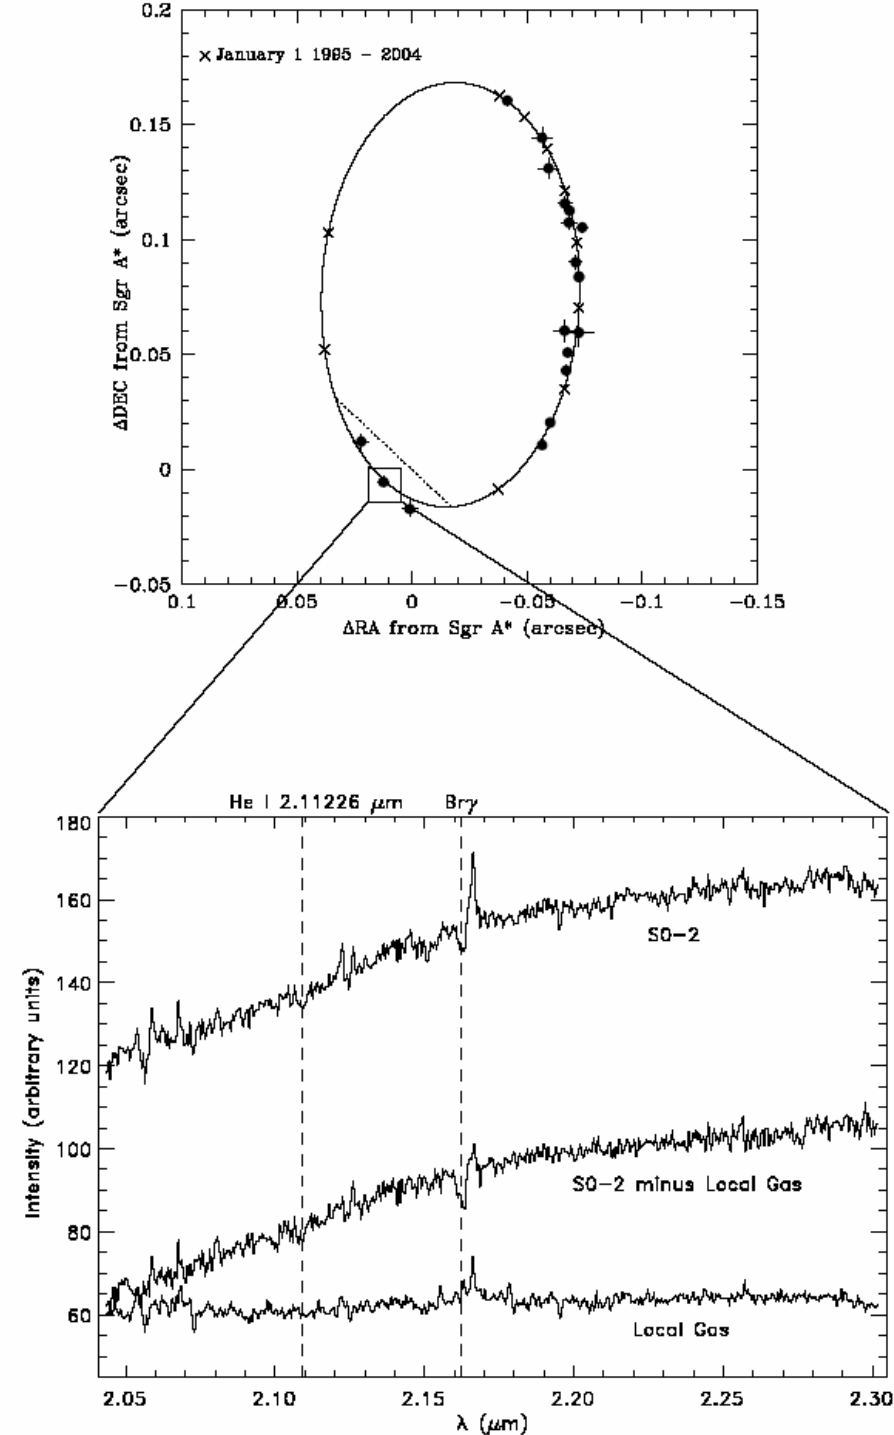 0.2
× January 1 1995 - 2004
0.15
0.1
0.05
0
-0.05
ΔDEC from Sgr A* (arcsec)
0.1 0.05 0 -0.05 -0.1 -0.15
ΔRA from Sgr A* (arcsec)
He I 2.11226 μm Brγ
180
160
140
120
100
80
60
Intensity (arbitrary units)
S0-2
S0-2 minus Local Gas
Local Gas
2.05 2.10 2.15 2.20 2.25 2.30
λ (μm)